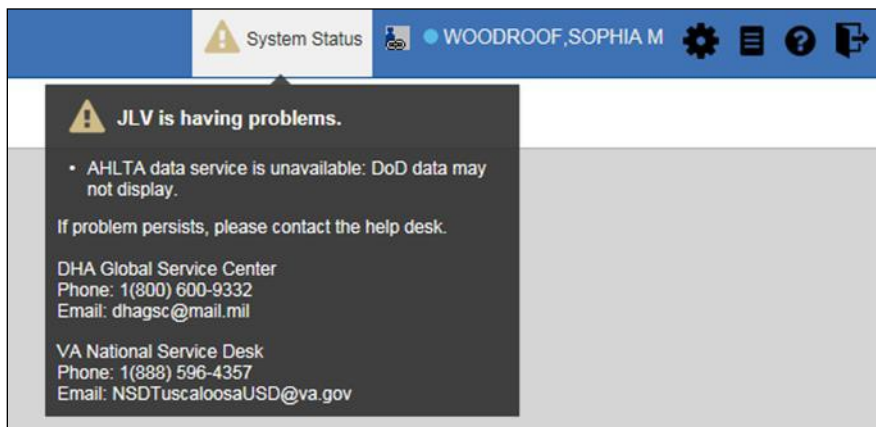 System Status
WOODROOF,SOPHIA M
JLV is having problems.
• AHLTA data service is unavailable: DoD data may
not display.
If problem persists, please contact the help desk.
DHA Global Service Center
Phone: 1(800) 600-9332
Email: dhagsc@mail.mil
VA National Service Desk
Phone: 1(888) 596-4357
Email: NSDTuscaloosaUSD@va.gov